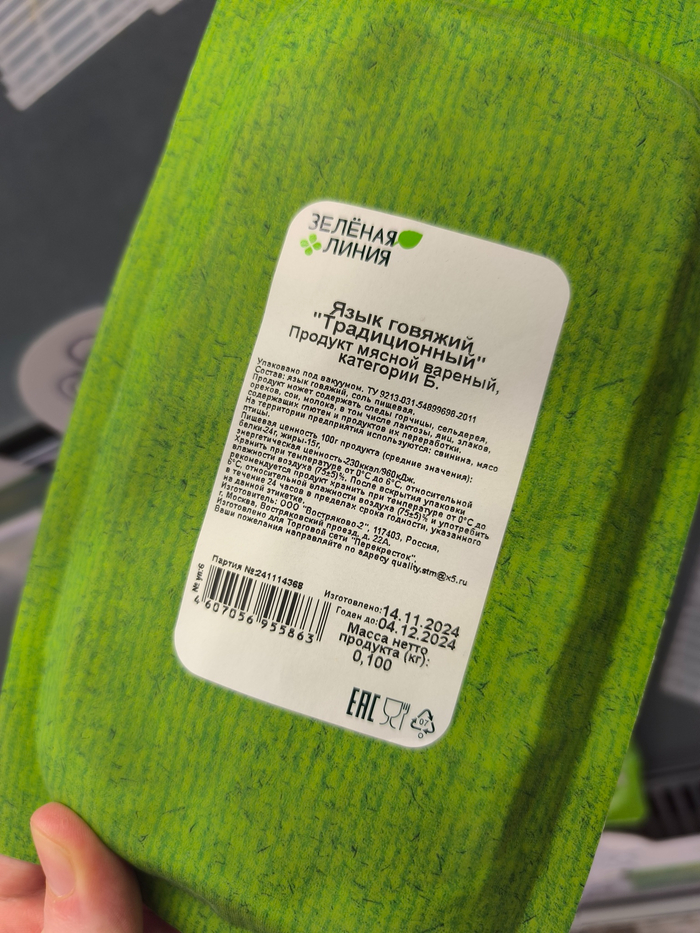 ЗЕЛЁНАЯ
ЛИНИЯ
Язык говяжий
"Традиционный"
Продукт мясной вареный,
категории Б.
Упаковано под вакуумом. ТУ 9213-031-54899698-2011
Состав: язык говяжий, соль пищевая.
Продукт может содержать следы горчицы, сельдерея,
орехов, сои, молока, в том числе лактозы, яиц, злаков,
содержащих глютен и продуктов их переработки.
На территории предприятия используются: свинина, мясо
птицы.
Пищевая ценность 100г продукта (средние значения):
белки-24г, жиры-15г,
энергетическая ценность-230ккал/960кДж.
Хранить при температуре от 0°С до 6°С, относительной
влажности воздуха (75±5)%. После вскрытия упаковки
рекомендуется продукт хранить при температуре от 0°С до
6°С, относительной влажности воздуха (75±5)% и употребить
в течение 24 часов в пределах срока годности, указанного
на данной этикетке.
Изготовитель: ООО "Востряково-2", 117403, Россия,
г. Москва, Востряковский проезд, д. 22А.
Изготовлено для Торговой сети "Перекресток",
Ваши пожелания направляйте по адресу quality.stm@x5.ru
Партия №:241114368
№ уп.:6
4 607056 955863
Изготовлено:14.11.2024
Годен до:04.12.2024
Масса нетто
продукта (кг):
0,100
EAC
07
O